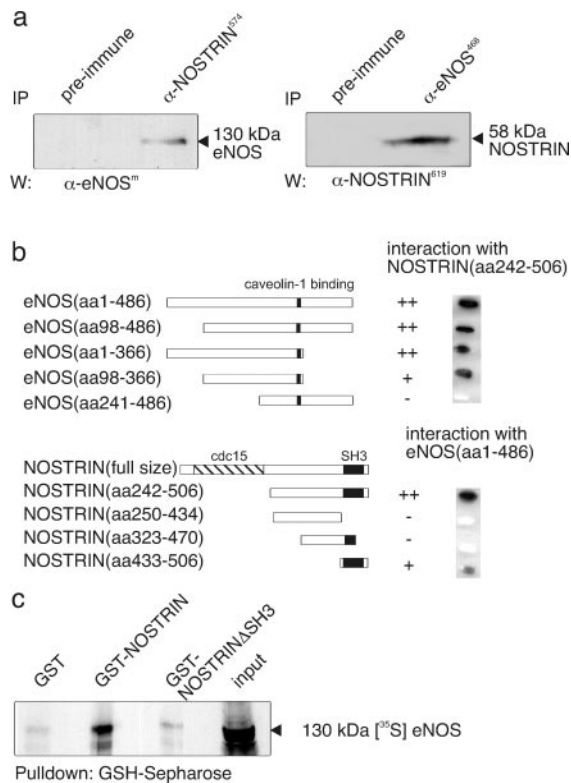 a
pre-immune
α-NOSTRIN⁵⁷⁴
IP
130 kDa
eNOS
W: α-eNOSᵐ
pre-immune
α-eNOS⁴⁶⁸
IP
58 kDa
NOSTRIN
W: α-NOSTRIN⁶¹⁹
b
interaction with
NOSTRIN(aa242-506)
caveolin-1 binding
eNOS(aa1-486) ++
eNOS(aa98-486) ++
eNOS(aa1-366) ++
eNOS(aa98-366) +
eNOS(aa241-486) -
interaction with
eNOS(aa1-486)
cdc15 SH3
NOSTRIN(full size)
NOSTRIN(aa242-506) ++
NOSTRIN(aa250-434) -
NOSTRIN(aa323-470) -
NOSTRIN(aa433-506) +
c
GST
GST-NOSTRIN
GST-
NOSTRINΔSH3
input
130 kDa [³⁵S] eNOS
Pulldown: GSH-Sepharose